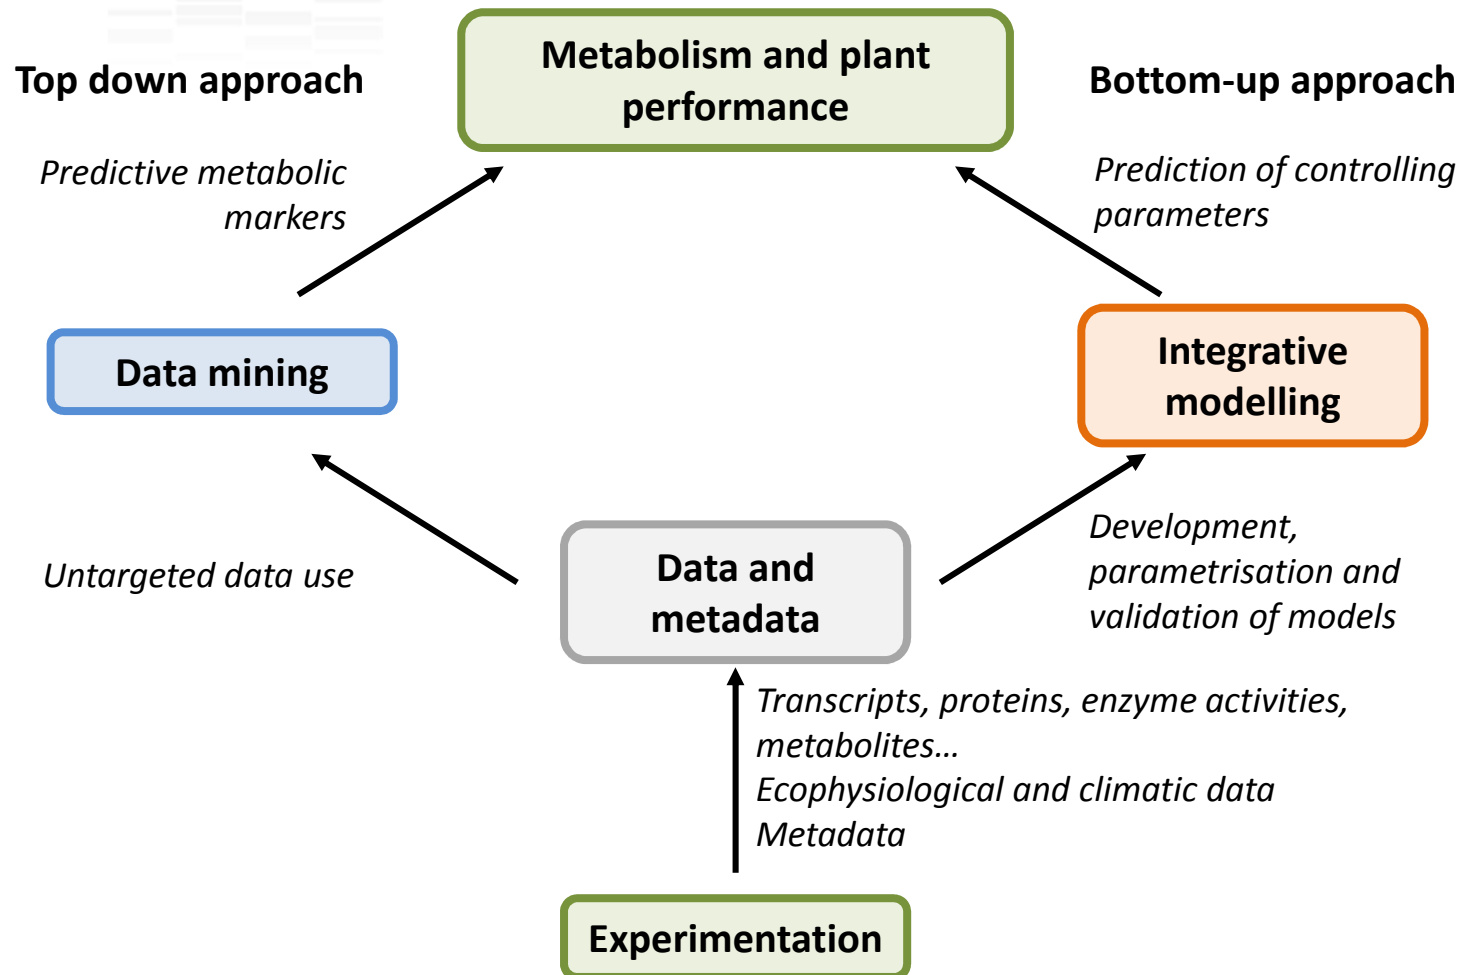 Metabolism and plant
performance
Top down approach
Bottom-up approach
Predictive metabolic
markers
Prediction of controlling
parameters
Data mining
Integrative
modelling
Untargeted data use
Data and
metadata
Development,
parametrisation and
validation of models
Transcripts, proteins, enzyme activities,
metabolites…
Ecophysiological and climatic data
Metadata
Experimentation